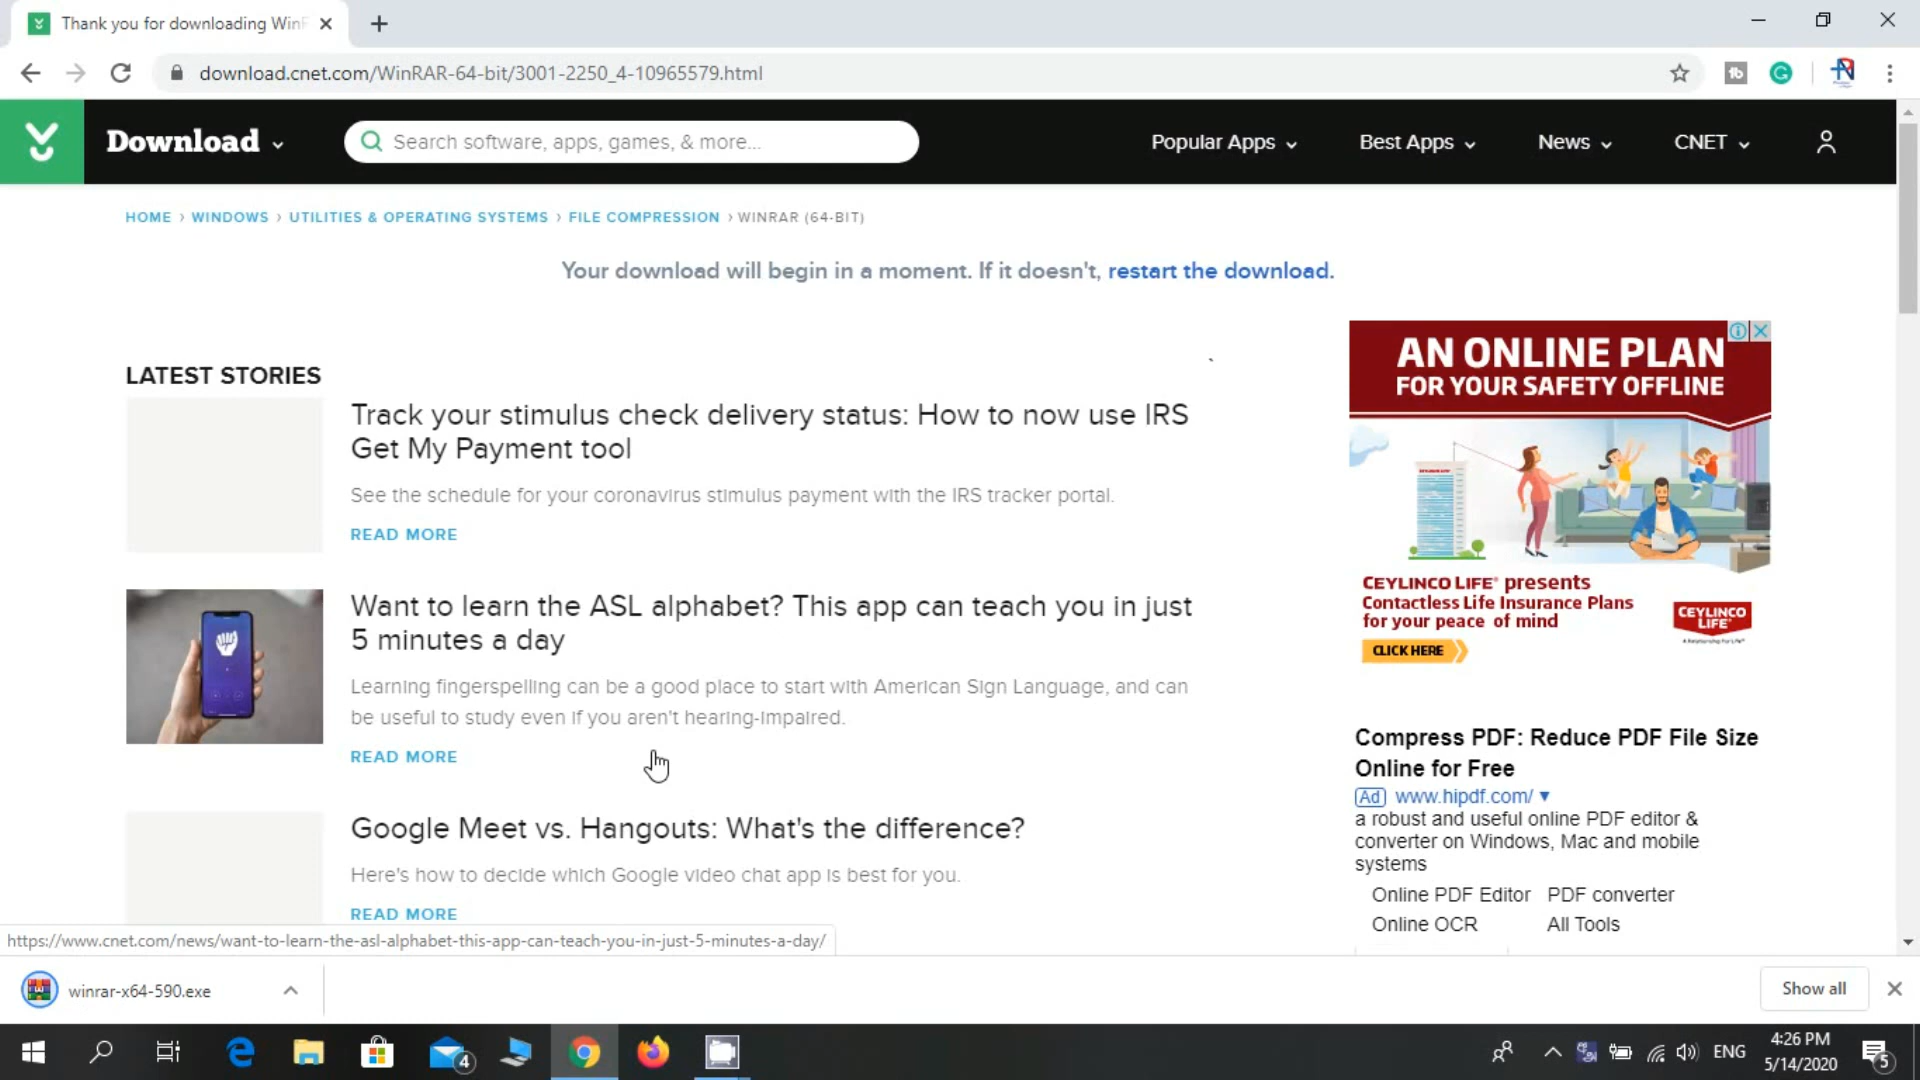 Thank you for downloading WinR
download.cnet.com/WinRAR-64-bit/3001-2250_4-10965579.html
Download
Search software, apps, games, & more...
Popular Apps
Best Apps
News
CNET
HOME > WINDOWS > UTILITIES & OPERATING SYSTEMS > FILE COMPRESSION > WINRAR (64-BIT)
Your download will begin in a moment. If it doesn't, restart the download.
LATEST STORIES
Track your stimulus check delivery status: How to now use IRS
Get My Payment tool
See the schedule for your coronavirus stimulus payment with the IRS tracker portal.
READ MORE
Want to learn the ASL alphabet? This app can teach you in just
5 minutes a day
Learning fingerspelling can be a good place to start with American Sign Language, and can
be useful to study even if you aren't hearing-impaired.
READ MORE
Google Meet vs. Hangouts: What's the difference?
Here's how to decide which Google video chat app is best for you.
READ MORE
AN ONLINE PLAN
FOR YOUR SAFETY OFFLINE
CEYLINCO LIFE presents
Contactless Life Insurance Plans
for your peace of mind
CEYLINCO
LIFE
CLICK HERE
Compress PDF: Reduce PDF File Size
Online for Free
Ad www.hipdf.com/
a robust and useful online PDF editor &
converter on Windows, Mac and mobile
systems
Online PDF Editor PDF converter
Online OCR All Tools
https://www.cnet.com/news/want-to-learn-the-asl-alphabet-this-app-can-teach-you-in-just-5-minutes-a-day/
winrar-x64-590.exe
Show all
4
ENG
4:26 PM
5/14/2020
5